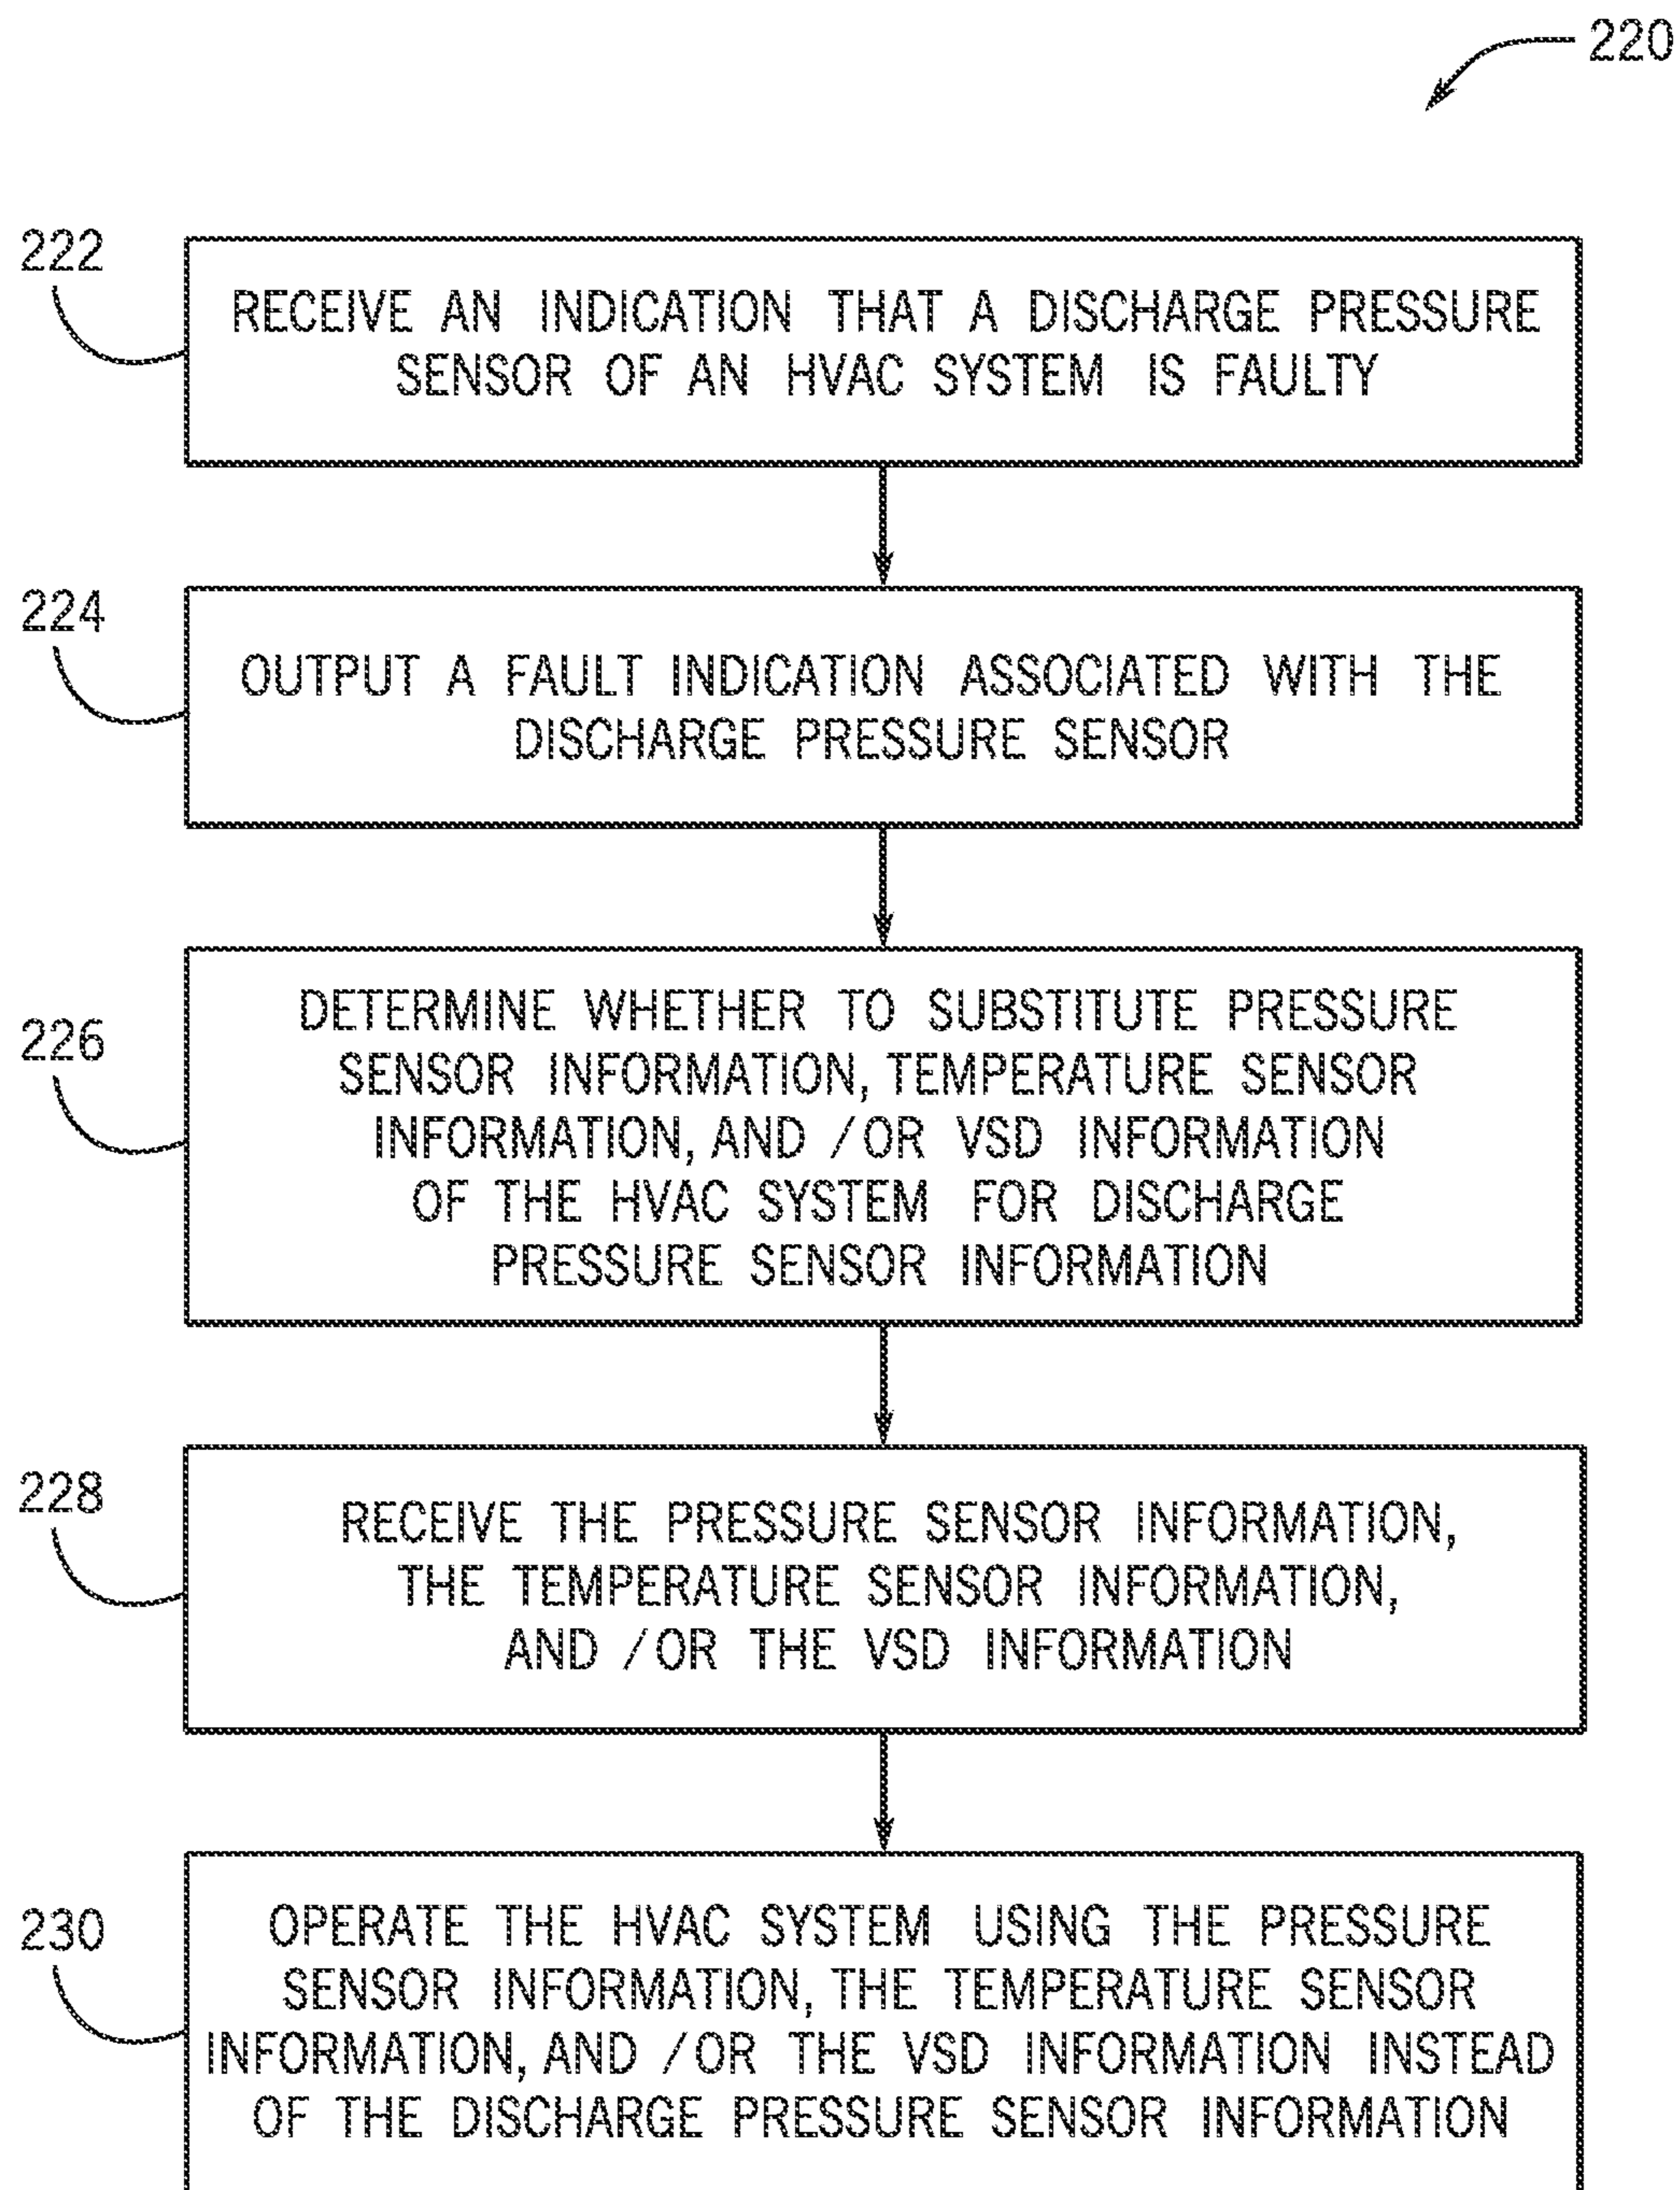 220
222
RECEIVE AN INDICATION THAT A DISCHARGE PRESSURE
SENSOR OF AN HVAC SYSTEM IS FAULTY
224
OUTPUT A FAULT INDICATION ASSOCIATED WITH THE
DISCHARGE PRESSURE SENSOR
226
DETERMINE WHETHER TO SUBSTITUTE PRESSURE
SENSOR INFORMATION, TEMPERATURE SENSOR
INFORMATION, AND /OR VSD INFORMATION
OF THE HVAC SYSTEM FOR DISCHARGE
PRESSURE SENSOR INFORMATION
228
RECEIVE THE PRESSURE SENSOR INFORMATION,
THE TEMPERATURE SENSOR INFORMATION,
AND /OR THE VSD INFORMATION
230
OPERATE THE HVAC SYSTEM USING THE PRESSURE
SENSOR INFORMATION, THE TEMPERATURE SENSOR
INFORMATION, AND /OR THE VSD INFORMATION INSTEAD
OF THE DISCHARGE PRESSURE SENSOR INFORMATION